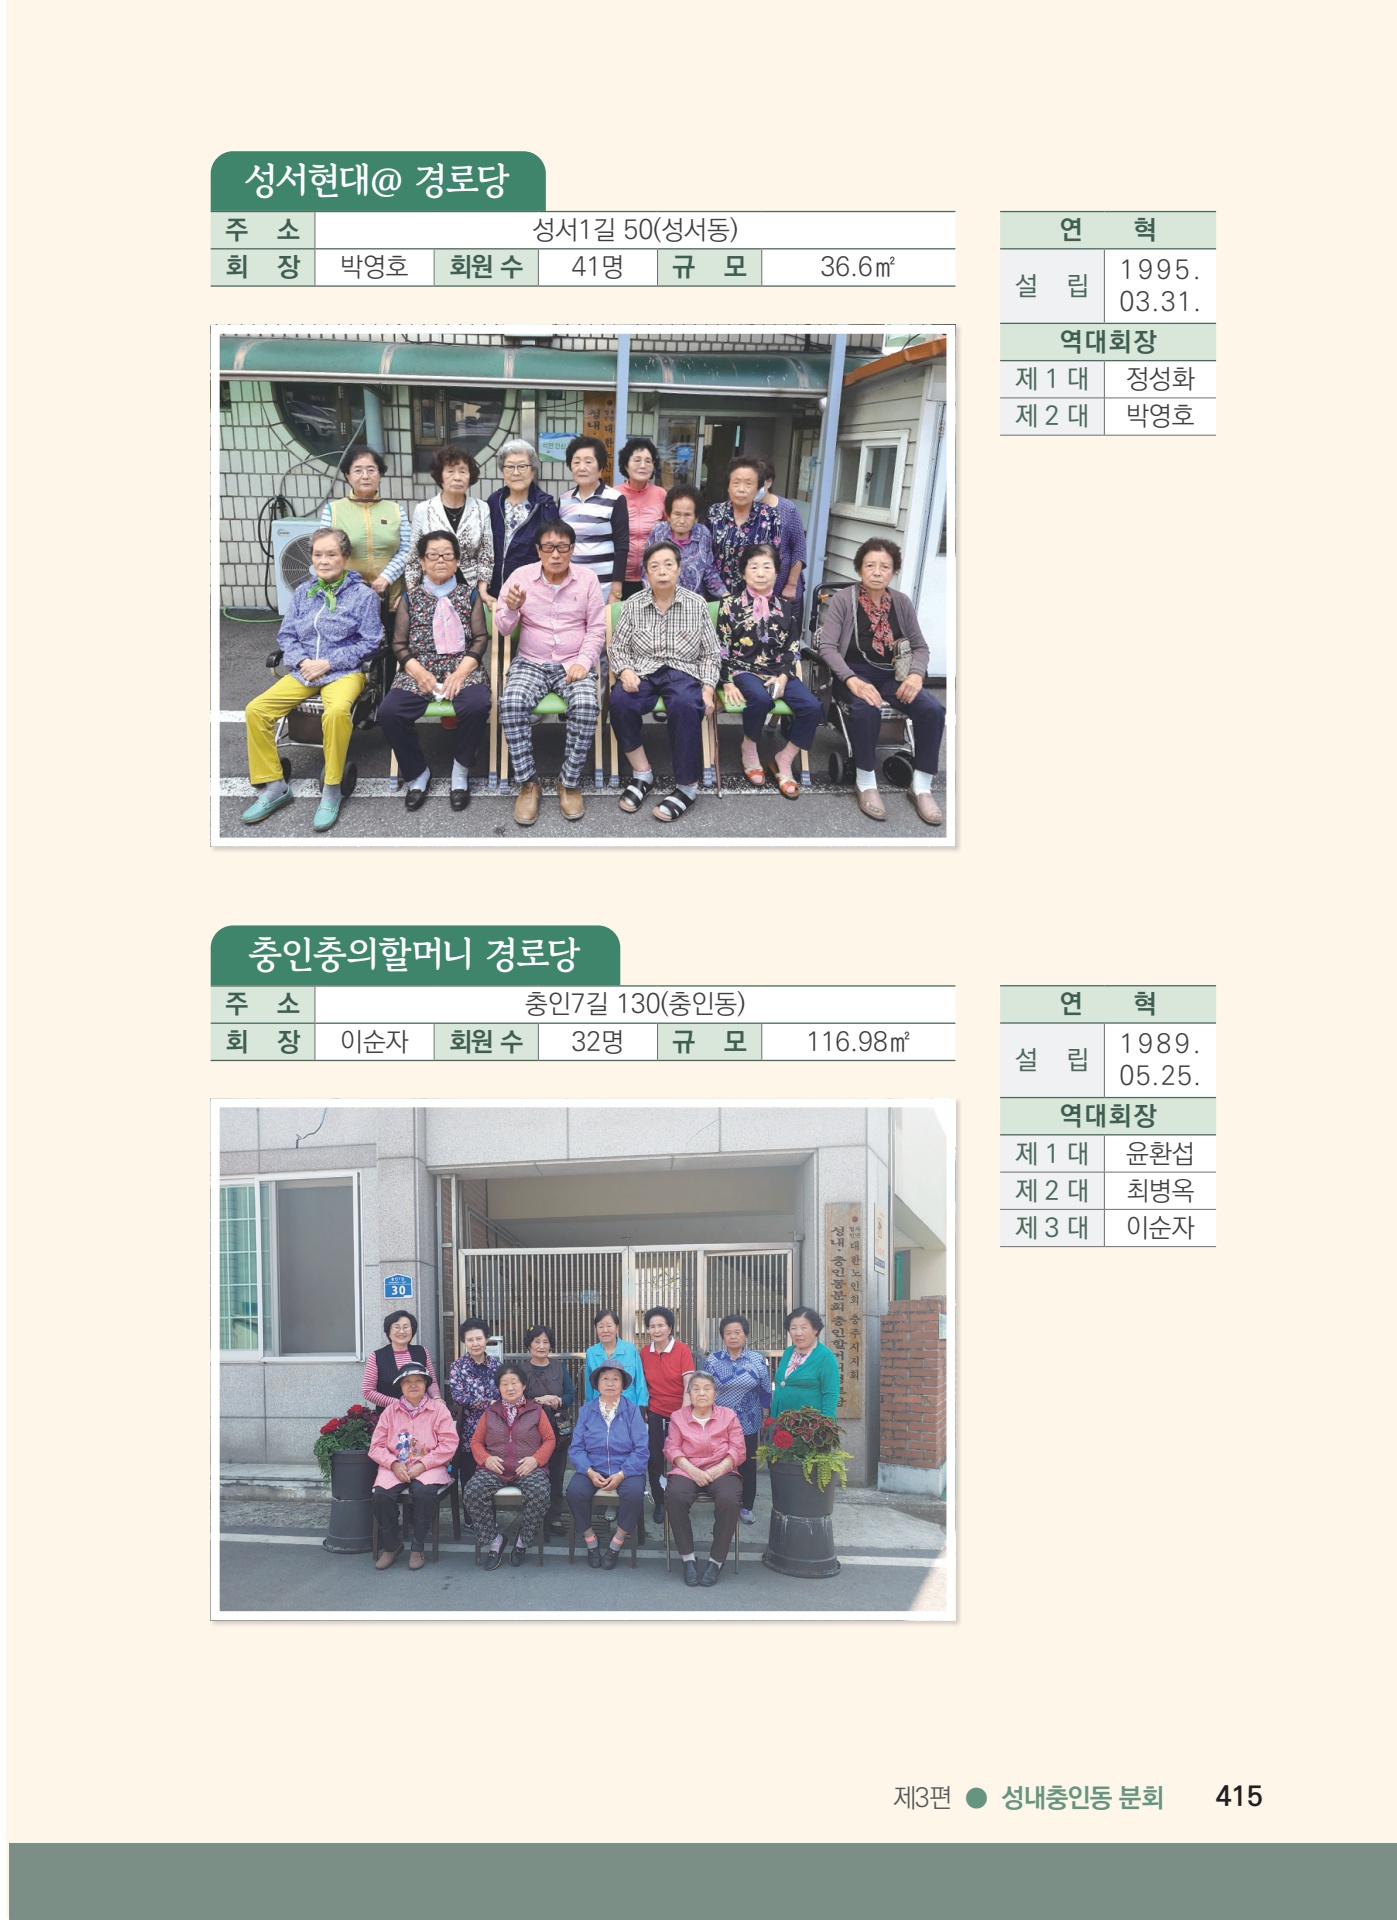 성서현대@ 경로당
주 소 성서1길 50(성서동)
회 장 박영호 회원 수 41명 규 모 36.6㎡
연 혁
설 립 1995.
03.31.
역대회장
제 1 대 정성화
제 2 대 박영호
성내·
대한노인
충인충의할머니 경로당
주 소 충인7길 130(충인동)
회 장 이순자 회원 수 32명 규 모 116.98㎡
연 혁
설 립 1989.
05.25.
역대회장
제 1 대 윤환섭
제 2 대 최병옥
제 3 대 이순자
30
대한노인회 충주시지회
성내·충인동분회 충인할머니경로당
제3편 ● 성내충인동 분회 415